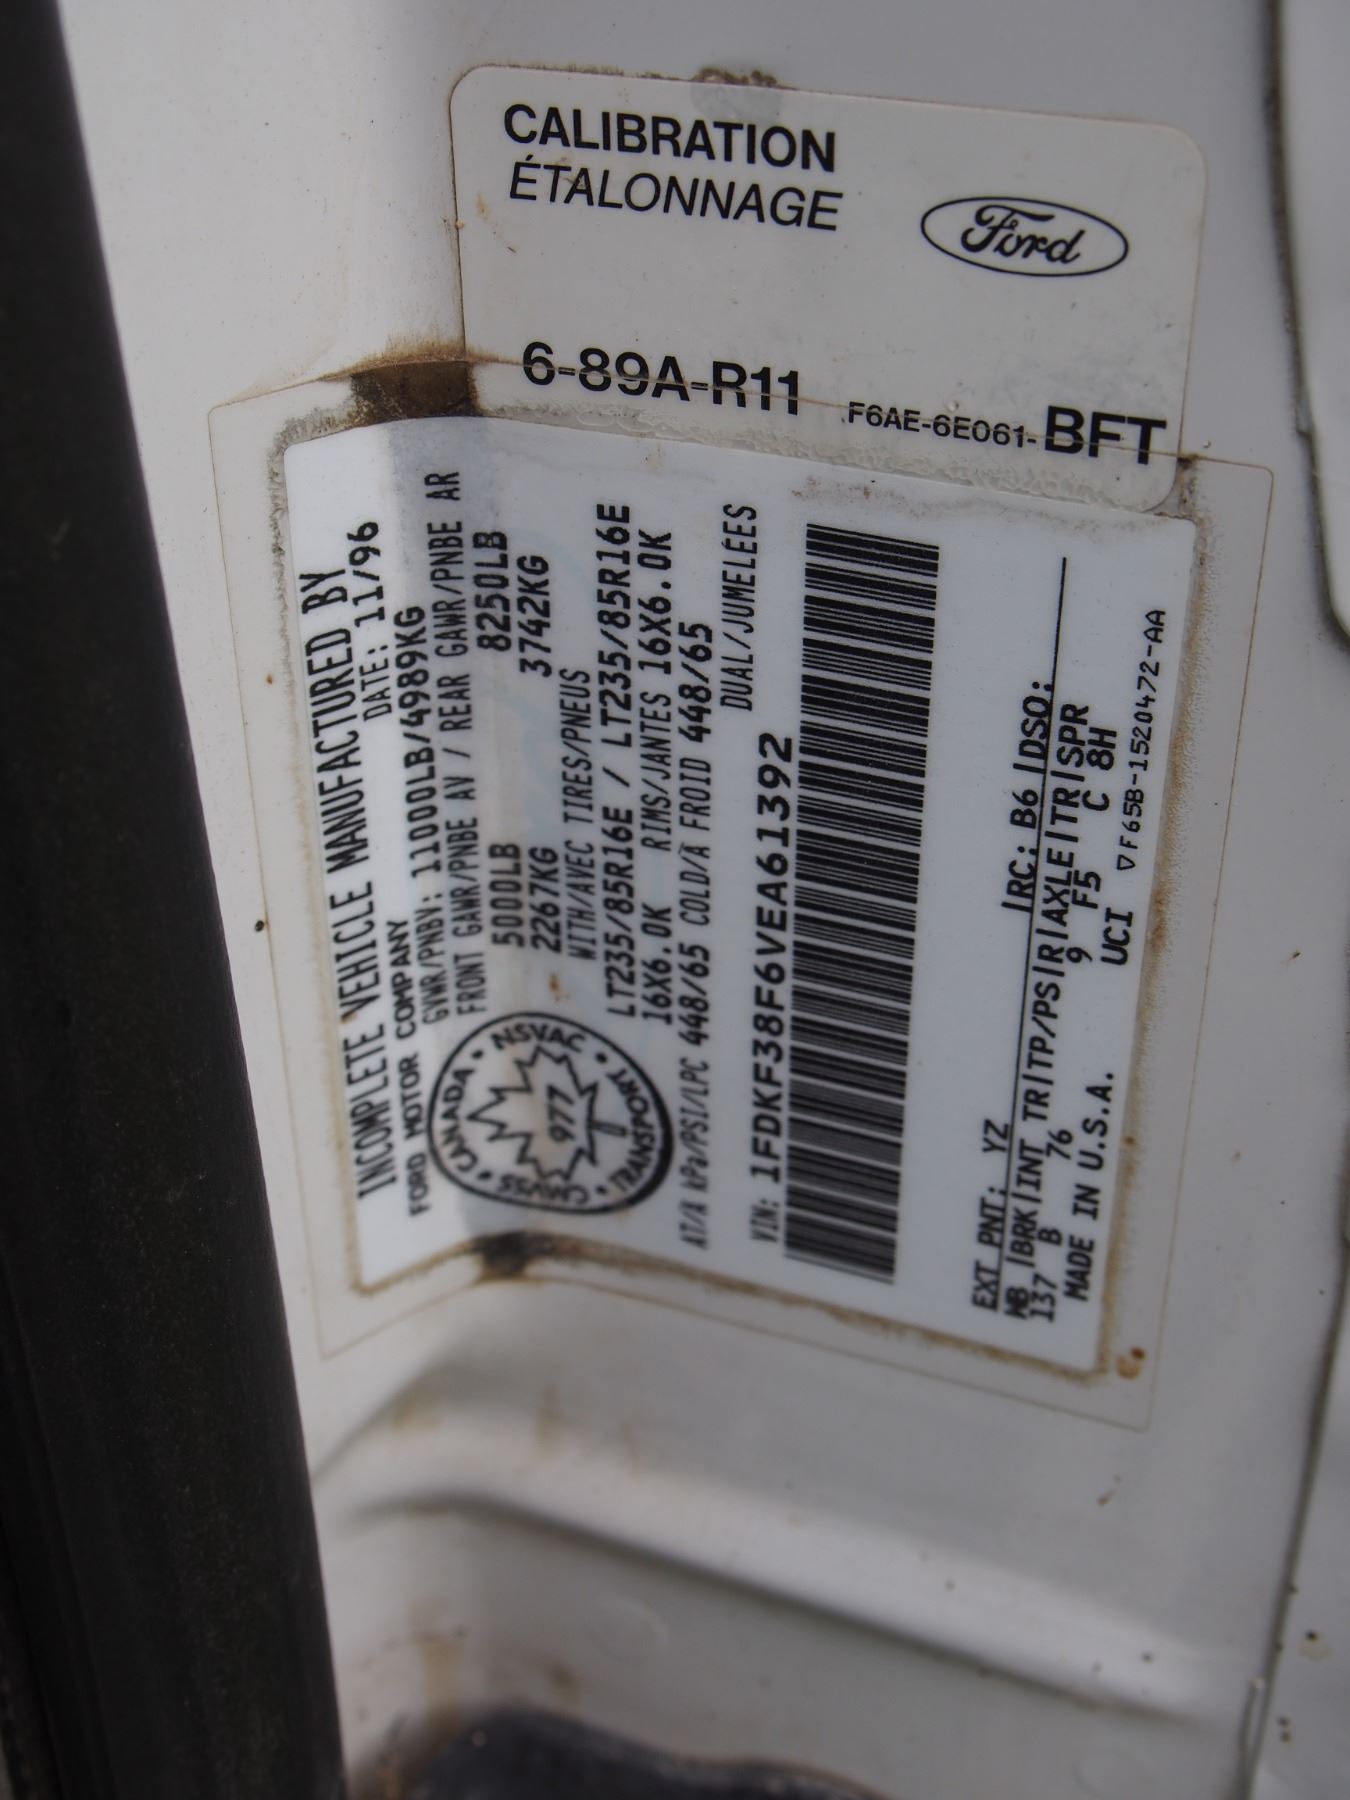 CALIBRATION
ÉTALONNAGE
Ford
6-89A-R11 F6AE-6E061-BFT
INCOMPLETE VEHICLE MANUFACTURED BY
FORD MOTOR COMPANY DATE: 11/96
GVWR/PNBV: 11000LB/4989KG
FRONT GAWR/PNBE AV / REAR GAWR/PNBE AR
5000LB 8250LB
2267KG 3742KG
WITH/AVEC TIRES/PNEUS
LT235/85R16E / LT235/85R16E
16X6.0K RIMS/JANTES 16X6.0K
AT/À kPa/PSI/LPC 448/65 COLD/À FROID 448/65
DUAL/JUMELÉES
CANADA • NSVAC • TRANSPORT • CMVSS
977
VIN: 1FDKF38F6VEA61392
EXT PNT: YZ RC: B6 DSO:
WB BRK INT TR TP/PS R AXLE TR SPR
137 B 76 9 F5 C 8H
MADE IN U.S.A. UCI
▽F65B-1520472-AA